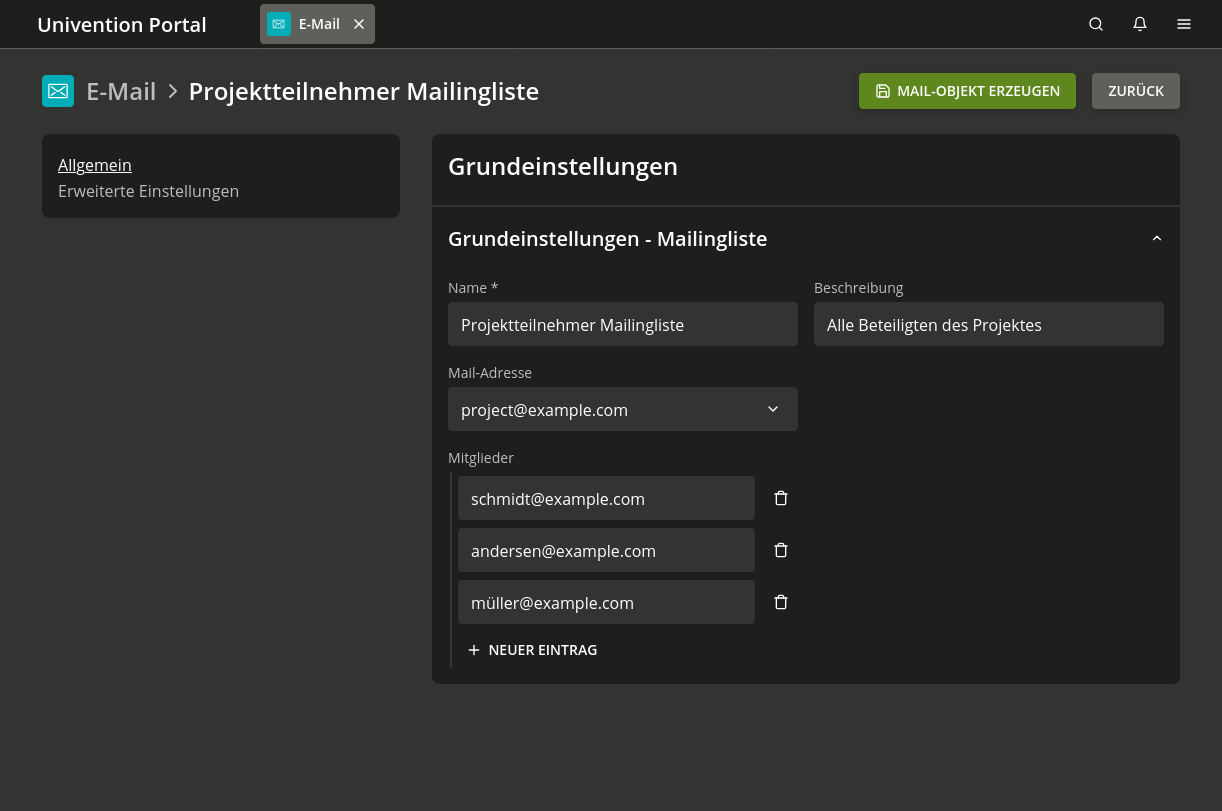 Univention Portal
E-Mail
E-Mail > Projektteilnehmer Mailingliste
MAIL-OBJEKT ERZEUGEN
ZURÜCK
Allgemein
Erweiterte Einstellungen
Grundeinstellungen
Grundeinstellungen - Mailingliste
Name *
Beschreibung
Projektteilnehmer Mailingliste
Alle Beteiligten des Projektes
Mail-Adresse
project@example.com
Mitglieder
schmidt@example.com
andersen@example.com
müller@example.com
+ NEUER EINTRAG